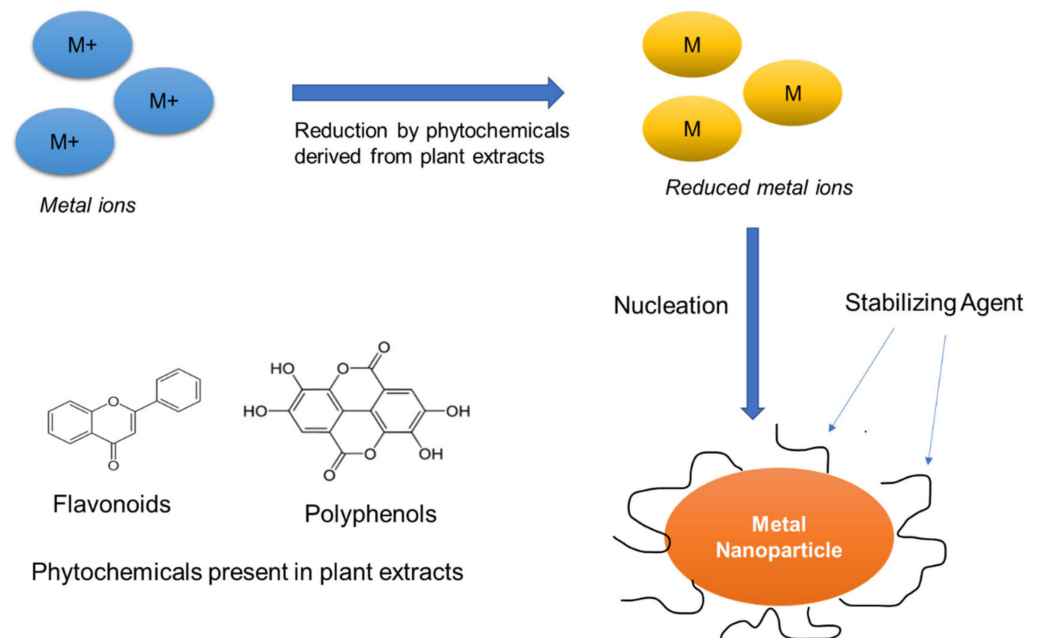 M+
M+
M+
Metal ions
Reduction by phytochemicals
derived from plant extracts
M
M
M
Reduced metal ions
Nucleation
Stabilizing Agent
O
O
Flavonoids
HO
HO
O
O
O
O
OH
OH
Polyphenols
Phytochemicals present in plant extracts
Metal
Nanoparticle